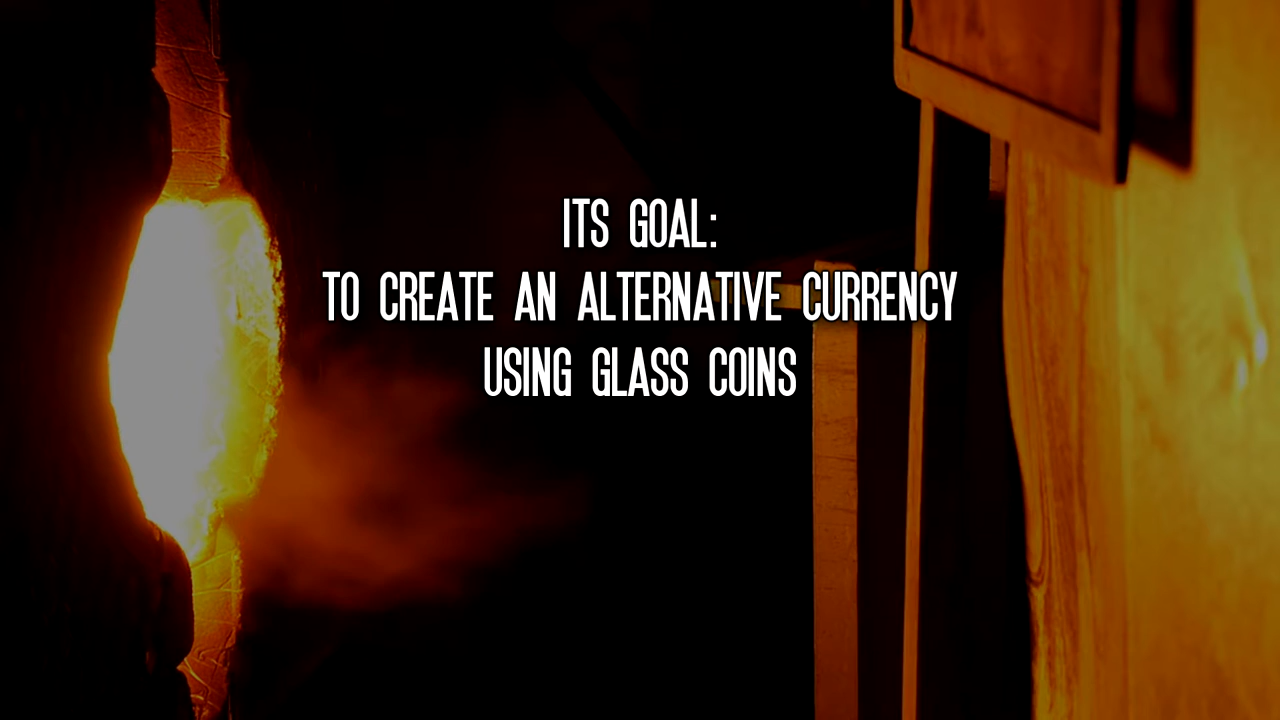 ITS GOAL:
TO CREATE AN ALTERNATIVE CURRENCY
USING GLASS COINS